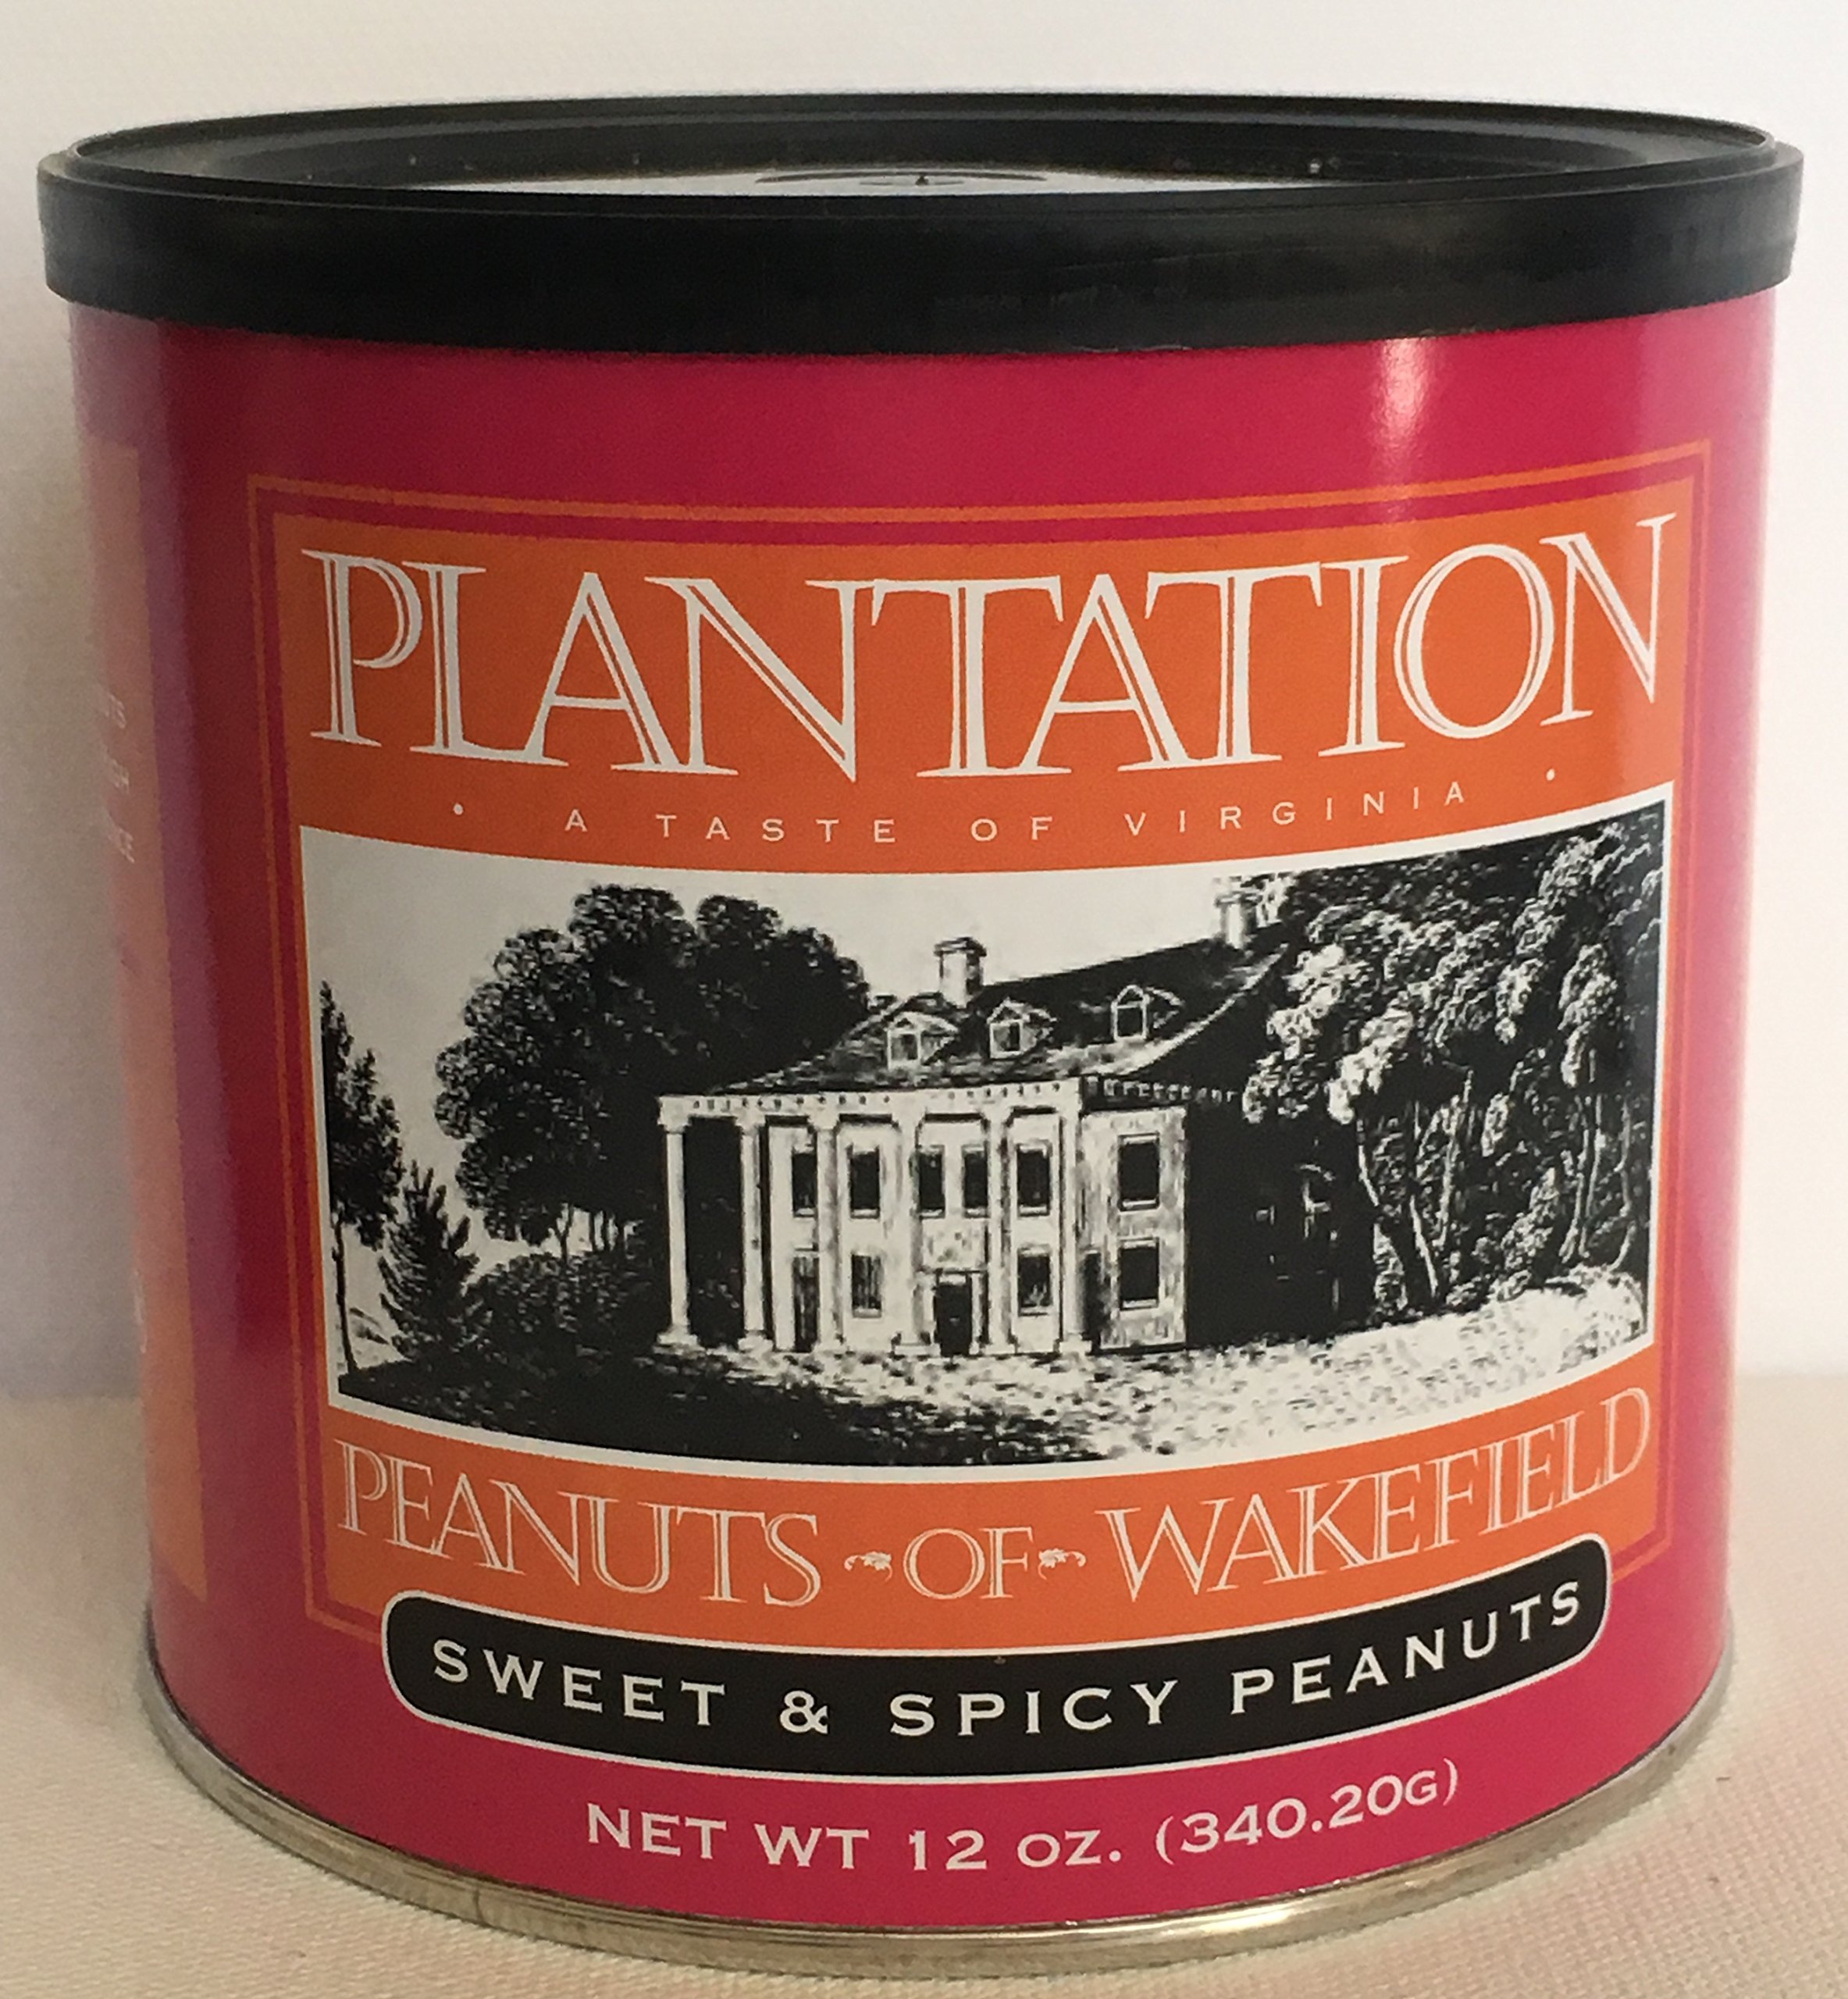 PLANTATION
• A TASTE OF VIRGINIA •
PEANUTS OF WAKEFIELD
SWEET & SPICY PEANUTS
NET WT 12 OZ. (340.20G)